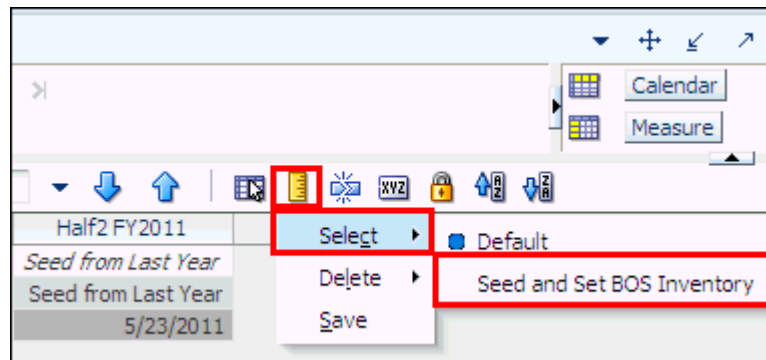 Calendar
Measure
XYZ
A
Z
Z
A
Half2 FY2011
Select
Default
Seed from Last Year
Delete
Seed and Set BOS Inventory
Seed from Last Year
Save
5/23/2011